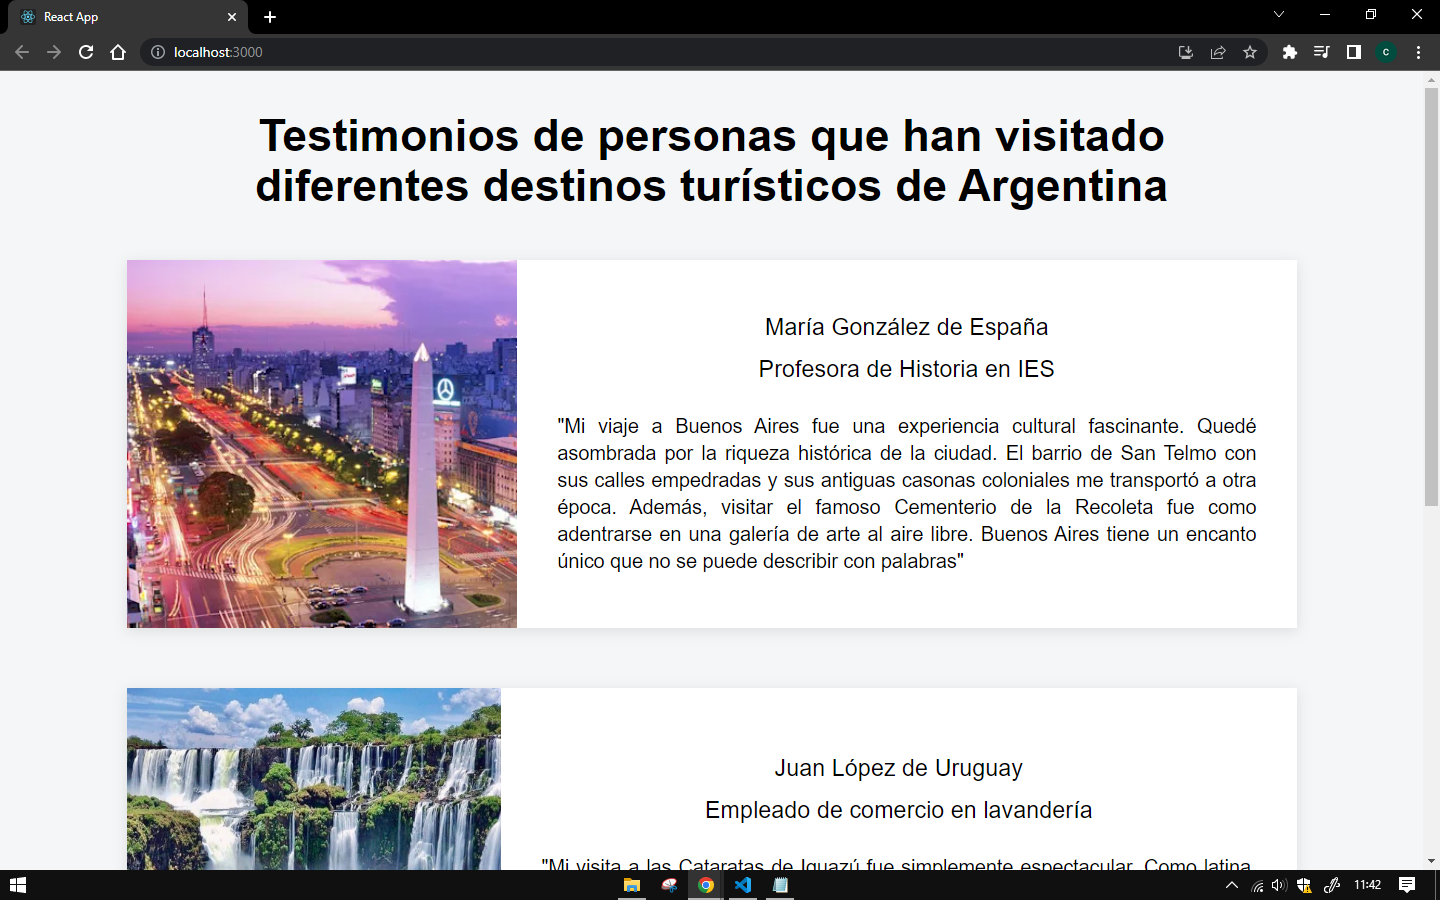 React App
localhost:3000
C
Testimonios de personas que han visitado
diferentes destinos turísticos de Argentina
María González de España
Profesora de Historia en IES
"Mi viaje a Buenos Aires fue una experiencia cultural fascinante. Quedé
asombrada por la riqueza histórica de la ciudad. El barrio de San Telmo con
sus calles empedradas y sus antiguas casonas coloniales me transportó a otra
época. Además, visitar el famoso Cementerio de la Recoleta fue como
adentrarse en una galería de arte al aire libre. Buenos Aires tiene un encanto
único que no se puede describir con palabras"
Juan López de Uruguay
Empleado de comercio en lavandería
"Mi visita a las Cataratas de Iguazú fue simplemente espectacular. Como latina
11:42